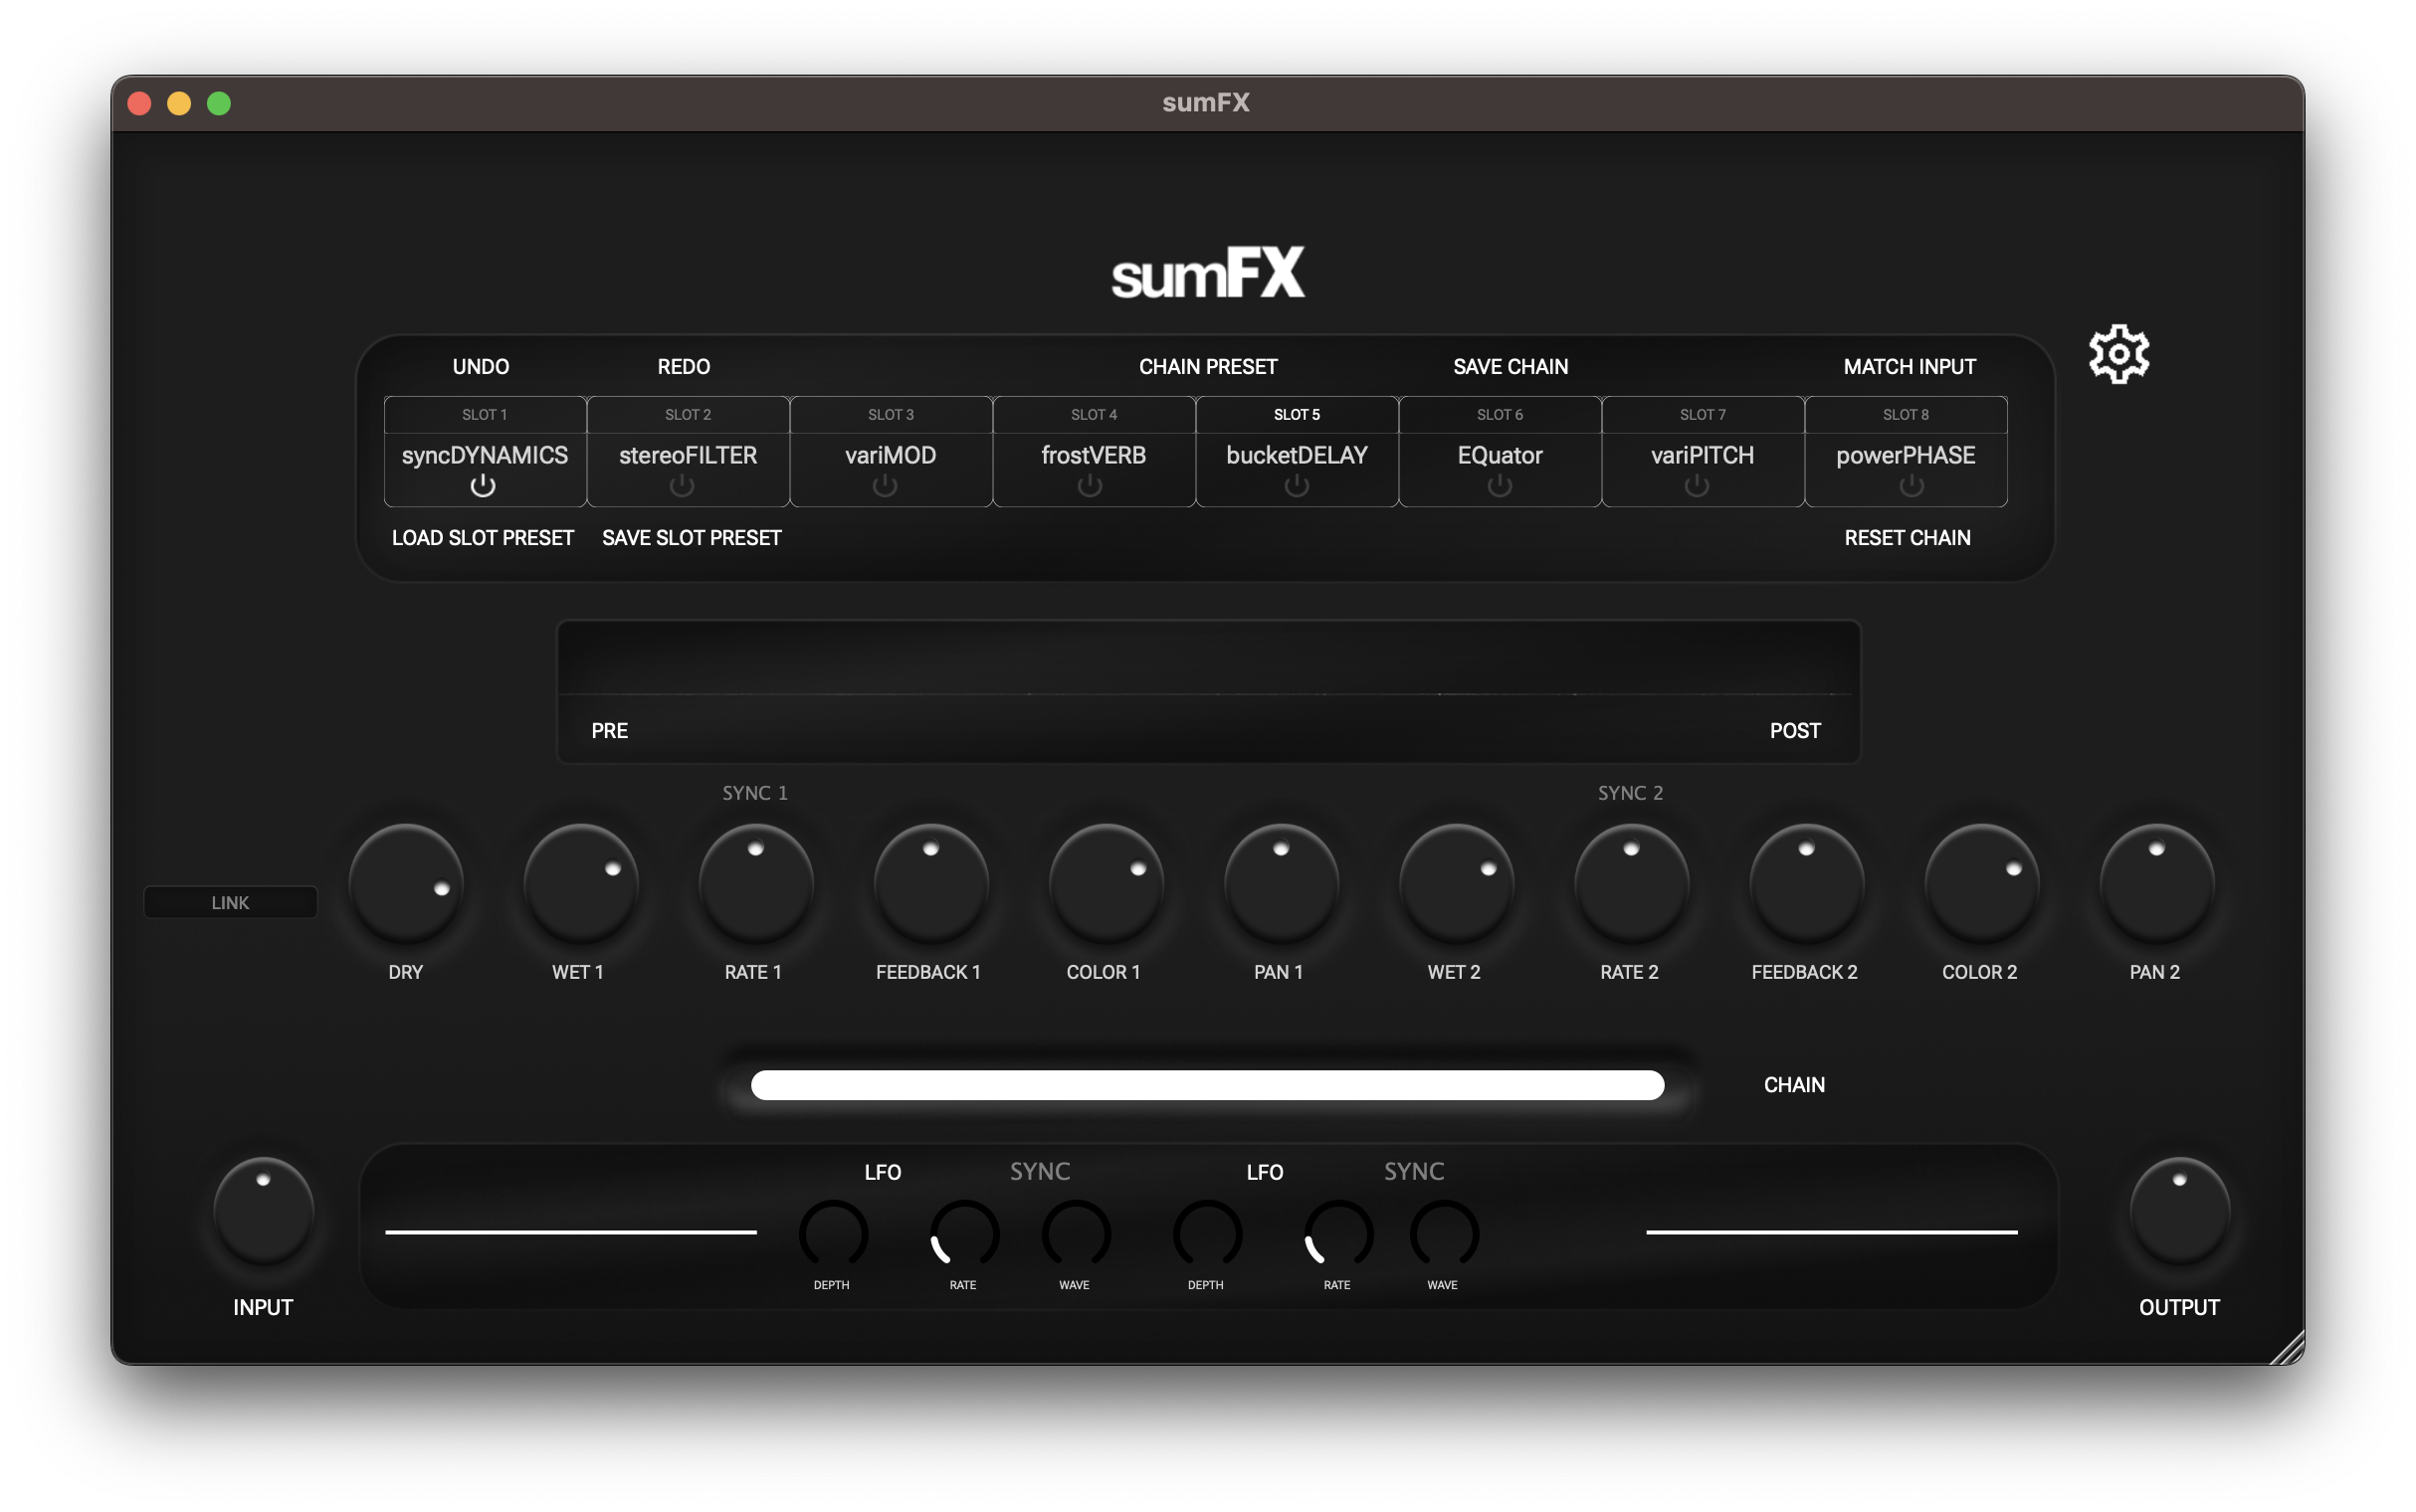 sumFX
sumFX
UNDO REDO CHAIN PRESET SAVE CHAIN MATCH INPUT
SLOT 1 SLOT 2 SLOT 3 SLOT 4 SLOT 5 SLOT 6 SLOT 7 SLOT 8
syncDYNAMICS stereoFILTER variMOD frostVERB bucketDELAY EQuator variPITCH powerPHASE
LOAD SLOT PRESET SAVE SLOT PRESET RESET CHAIN
PRE POST
SYNC 1 SYNC 2
LINK
DRY WET 1 RATE 1 FEEDBACK 1 COLOR 1 PAN 1 WET 2 RATE 2 FEEDBACK 2 COLOR 2 PAN 2
CHAIN
LFO SYNC LFO SYNC
DEPTH RATE WAVE DEPTH RATE WAVE
INPUT OUTPUT